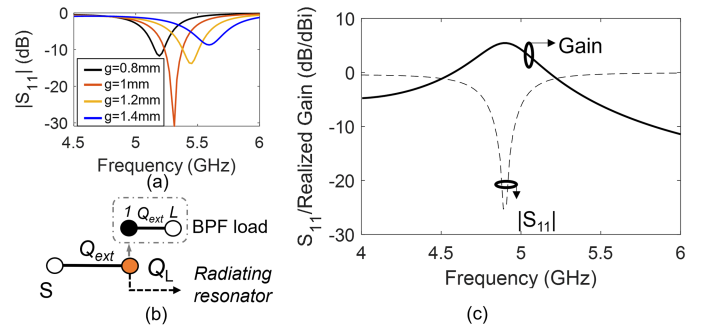 0
-10
-20
-30
|S11| (dB)
g=0.8mm
g=1mm
g=1.2mm
g=1.4mm
4.5 5 5.5 6
Frequency (GHz)
(a)
1 Qext L
BPF load
Qext
S
QL
Radiating
resonator
(b)
10
0
-10
-20
-30
S11/Realized Gain (dB/dBi)
Gain
|S11|
4 4.5 5 5.5 6
Frequency (GHz)
(c)